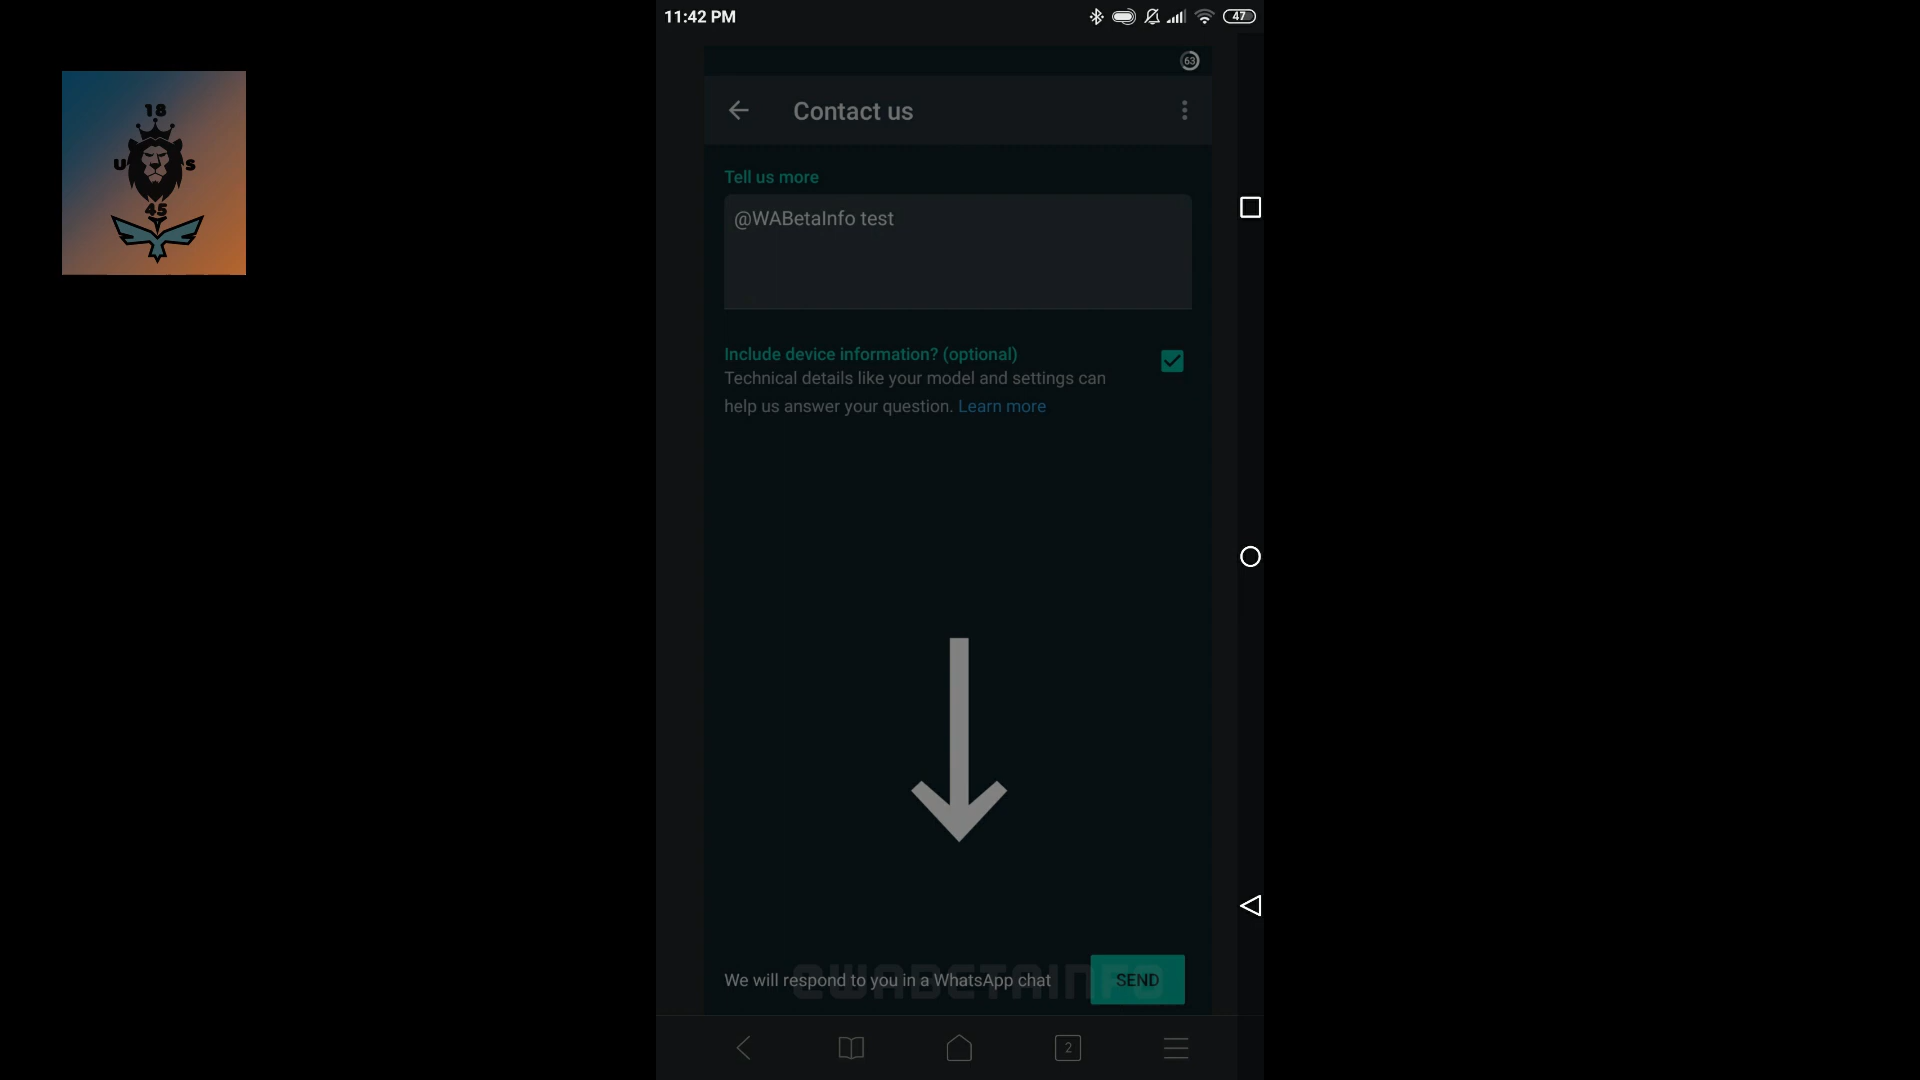 11:42 PM
47
18
U S
45
63
Contact us
Tell us more
@WABetaInfo test
Include device information? (optional)
Technical details like your model and settings can
help us answer your question. Learn more
@WABETAINFO
We will respond to you in a WhatsApp chat
SEND
2